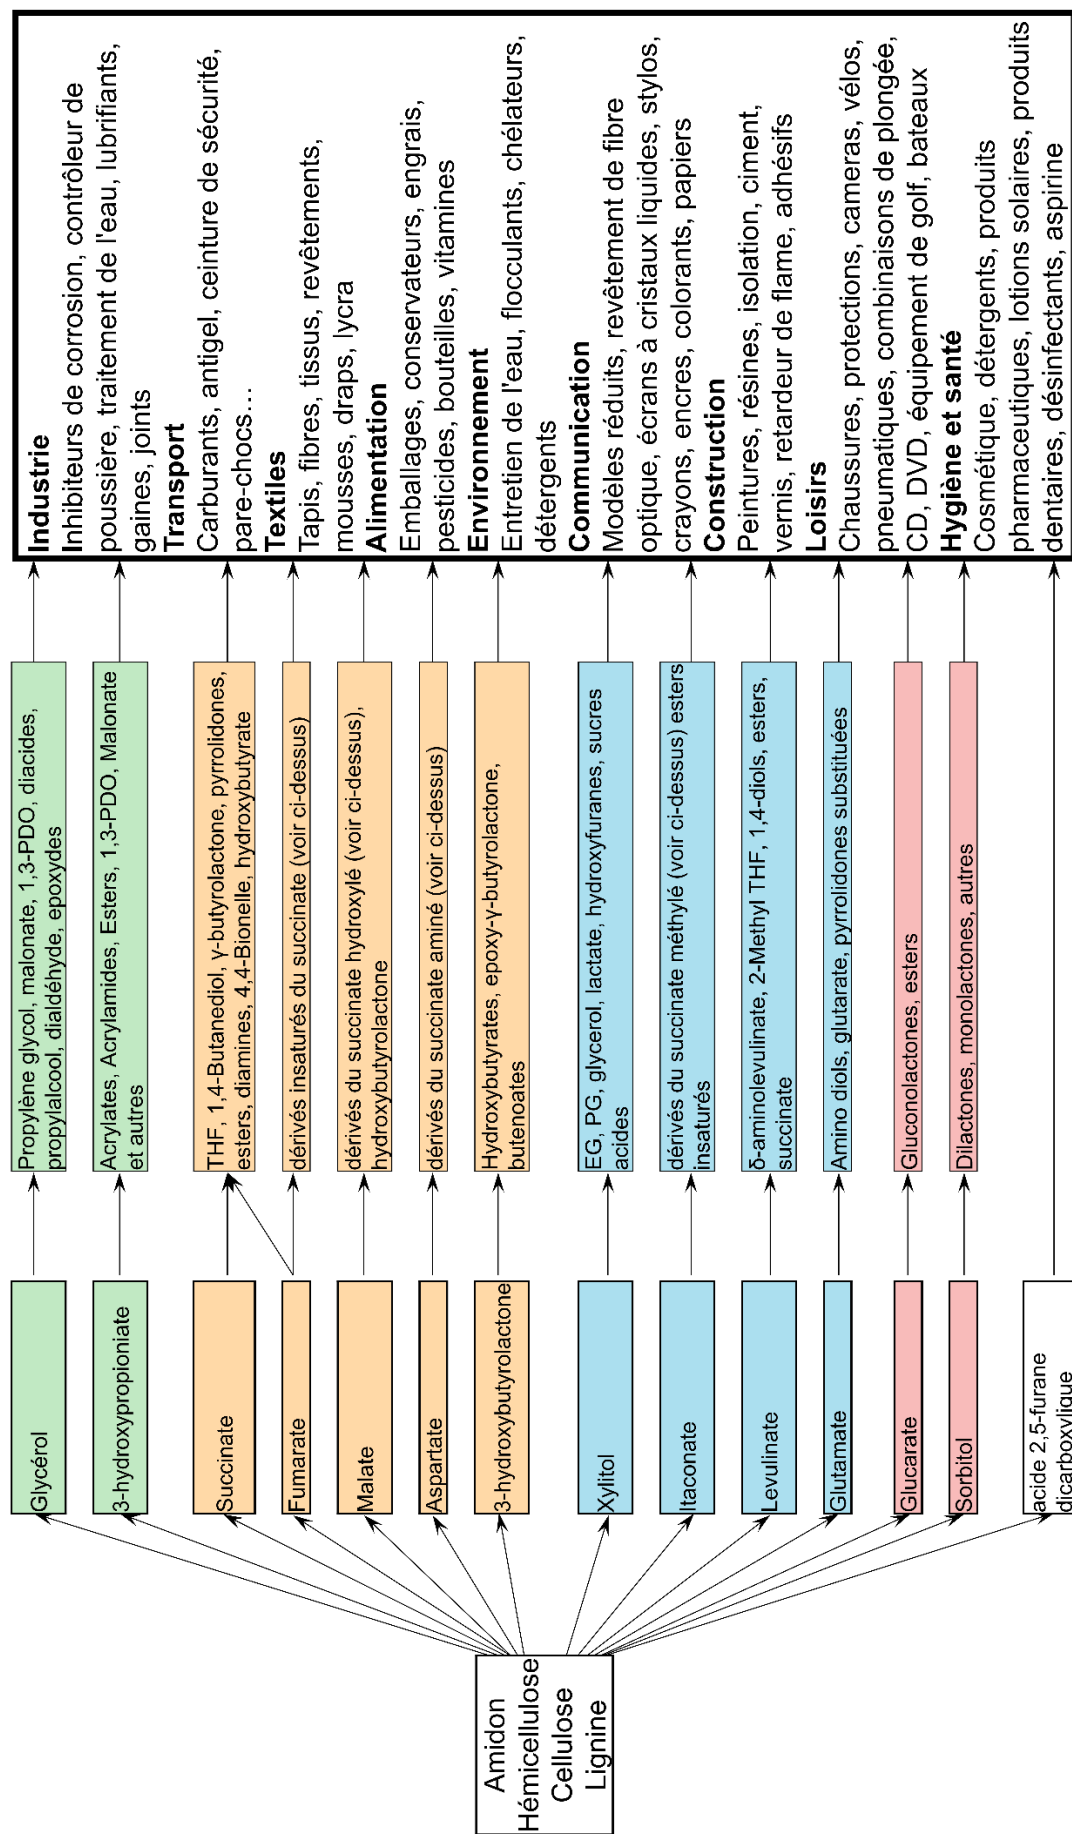 Amidon
Hémicellulose
Cellulose
Lignine
Glycérol
3-hydroxypropioniate
Succinate
Fumarate
Malate
Aspartate
3-hydroxybutyrolactone
Xylitol
Itaconate
Levulinate
Glutamate
Glucarate
Sorbitol
acide 2,5-furane
dicarboxylique
Propylène glycol, malonate, 1,3-PDO, diacides,
propylalcool, dialdéhyde, epoxydes
Acrylates, Acrylamides, Esters, 1,3-PDO, Malonate
et autres
THF, 1,4-Butanediol, γ-butyrolactone, pyrrolidones,
esters, diamines, 4,4-Bionelle, hydroxybutyrate
dérivés insaturés du succinate (voir ci-dessus)
dérivés du succinate hydroxylé (voir ci-dessus),
hydroxybutyrolactone
dérivés du succinate aminé (voir ci-dessus)
Hydroxybutyrates, epoxy-γ-butyrolactone,
butenoates
EG, PG, glycerol, lactate, hydroxyfuranes, sucres
acides
dérivés du succinate méthylé (voir ci-dessus) esters
insaturés
δ-aminolevulinate, 2-Methyl THF, 1,4-diols, esters,
succinate
Amino diols, glutarate, pyrrolidones substituées
Gluconolactones, esters
Dilactones, monolactones, autres
Industrie
Inhibiteurs de corrosion, contrôleur de
poussière, traitement de l'eau, lubrifiants,
gaines, joints
Transport
Carburants, antigel, ceinture de sécurité,
pare-chocs...
Textiles
Tapis, fibres, tissus, revêtements,
mousses, draps, lycra
Alimentation
Emballages, conservateurs, engrais,
pesticides, bouteilles, vitamines
Environnement
Entretien de l'eau, flocculants, chélateurs,
détergents
Communication
Modèles réduits, revêtement de fibre
optique, écrans à cristaux liquides, stylos,
crayons, encres, colorants, papiers
Construction
Peintures, résines, isolation, ciment,
vernis, retardeur de flame, adhésifs
Loisirs
Chaussures, protections, cameras, vélos,
pneumatiques, combinaisons de plongée,
CD, DVD, équipement de golf, bateaux
Hygiène et santé
Cosmétique, détergents, produits
pharmaceutiques, lotions solaires, produits
dentaires, désinfectants, aspirine